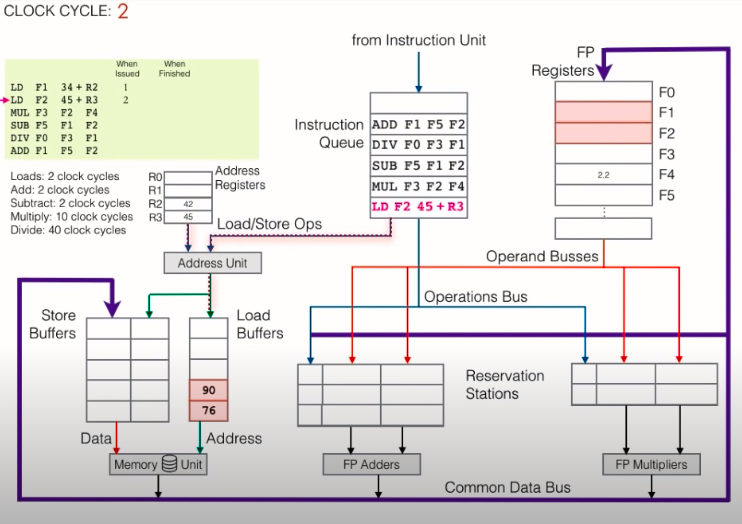 CLOCK CYCLE: 2
from Instruction Unit
When Issued
When Finished
LD F1 34 + R2 1
LD F2 45 + R3 2
MUL F3 F2 F4
SUB F5 F1 F2
DIV F0 F3 F1
ADD F1 F5 F2
Loads: 2 clock cycles
Add: 2 clock cycles
Subtract: 2 clock cycles
Multiply: 10 clock cycles
Divide: 40 clock cycles
Address Registers
R0
R1
R2 42
R3 45
Instruction Queue
ADD F1 F5 F2
DIV F0 F3 F1
SUB F5 F1 F2
MUL F3 F2 F4
LD F2 45 + R3
FP Registers
F0
F1
F2
F3
2.2 F4
F5
Load/Store Ops
Address Unit
Operand Busses
Operations Bus
Store Buffers
Load Buffers
90
76
Reservation Stations
Data
Address
Memory Unit
FP Adders
FP Multipliers
Common Data Bus